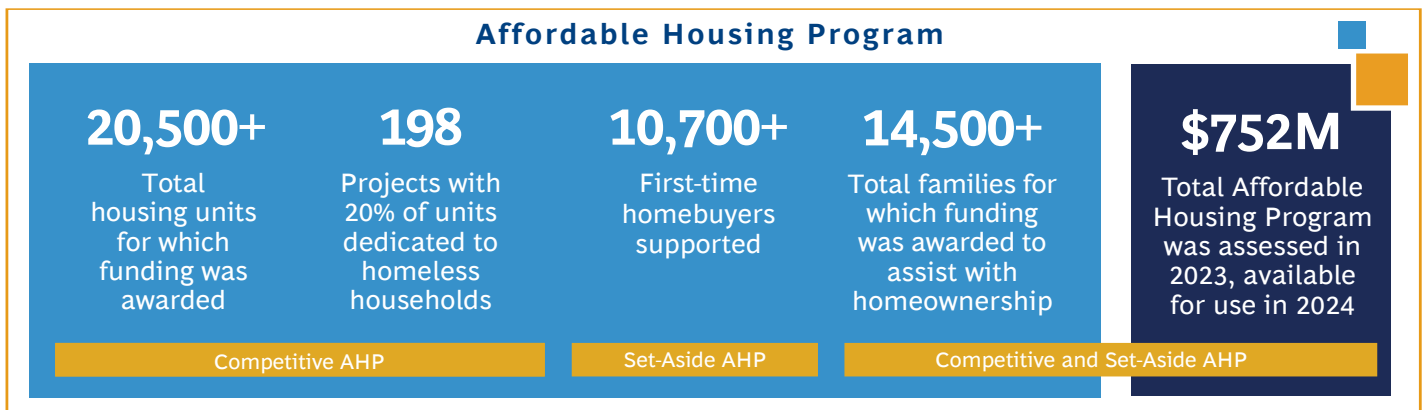 Affordable Housing Program
20,500+
Total
housing units
for which
funding was
awarded
198
Projects with
20% of units
dedicated to
homeless
households
10,700+
First-time
homebuyers
supported
14,500+
Total families for
which funding
was awarded to
assist with
homeownership
$752M
Total Affordable
Housing Program
was assessed in
2023, available
for use in 2024
Competitive AHP
Set-Aside AHP
Competitive and Set-Aside AHP